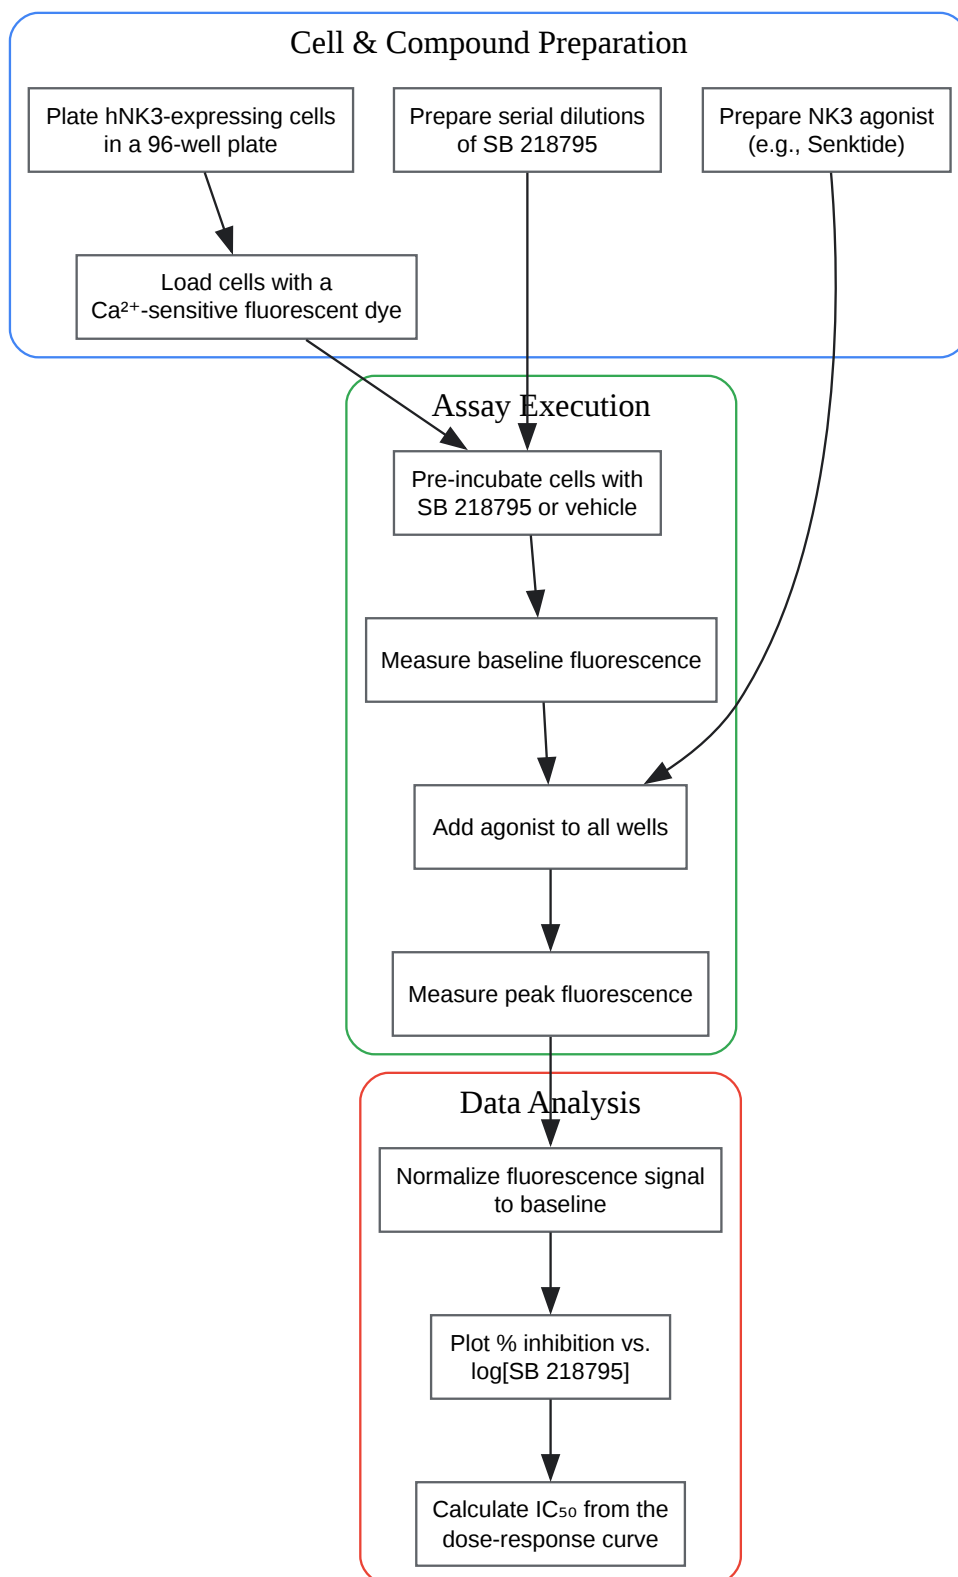 Cell & Compound Preparation
Plate hNK3-expressing cells
in a 96-well plate
Prepare serial dilutions
of SB 218795
Prepare NK3 agonist
(e.g., Senktide)
Load cells with a
Ca²⁺-sensitive fluorescent dye
Assay Execution
Pre-incubate cells with
SB 218795 or vehicle
Measure baseline fluorescence
Add agonist to all wells
Measure peak fluorescence
Data Analysis
Normalize fluorescence signal
to baseline
Plot % inhibition vs.
log[SB 218795]
Calculate IC₅₀ from the
dose-response curve